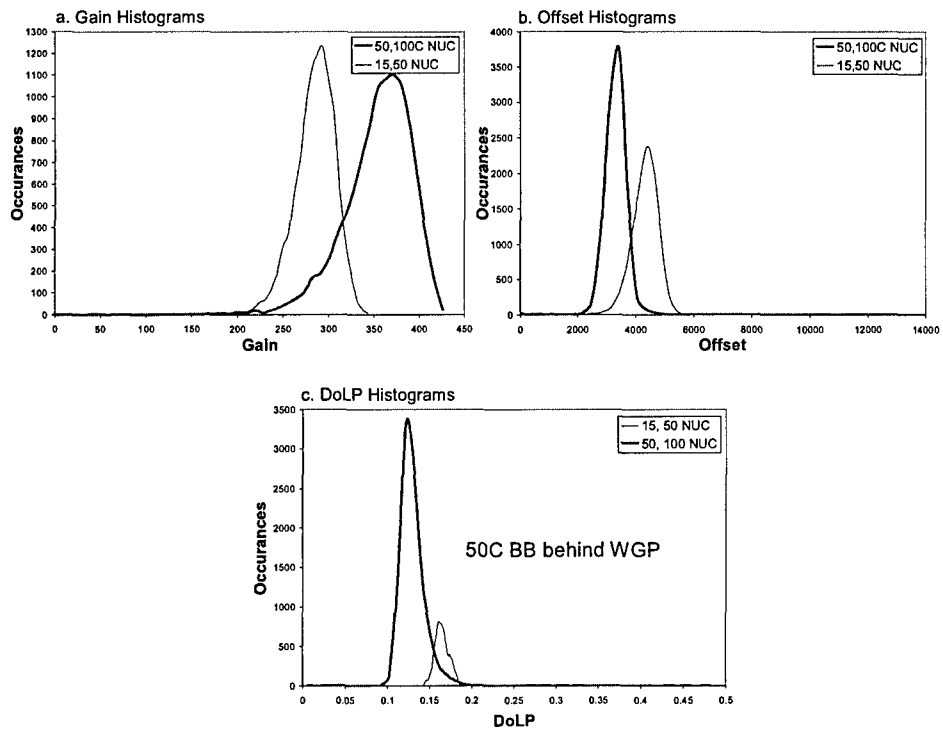 a. Gain Histograms
1300
1200
1100
1000
900
800
700
600
500
400
300
200
100
0
Occurances
50,100C NUC
15,50 NUC
0 50 100 150 200 250 300 350 400 450
Gain
b. Offset Histograms
4000
3500
3000
2500
2000
1500
1000
500
0
Occurances
50,100C NUC
15,50 NUC
0 2000 4000 6000 8000 10000 12000 14000
Offset
c. DoLP Histograms
3500
3000
2500
2000
1500
1000
500
0
Occurances
15, 50 NUC
50, 100 NUC
50C BB behind WGP
0 0.05 0.1 0.15 0.2 0.25 0.3 0.35 0.4 0.45 0.5
DoLP